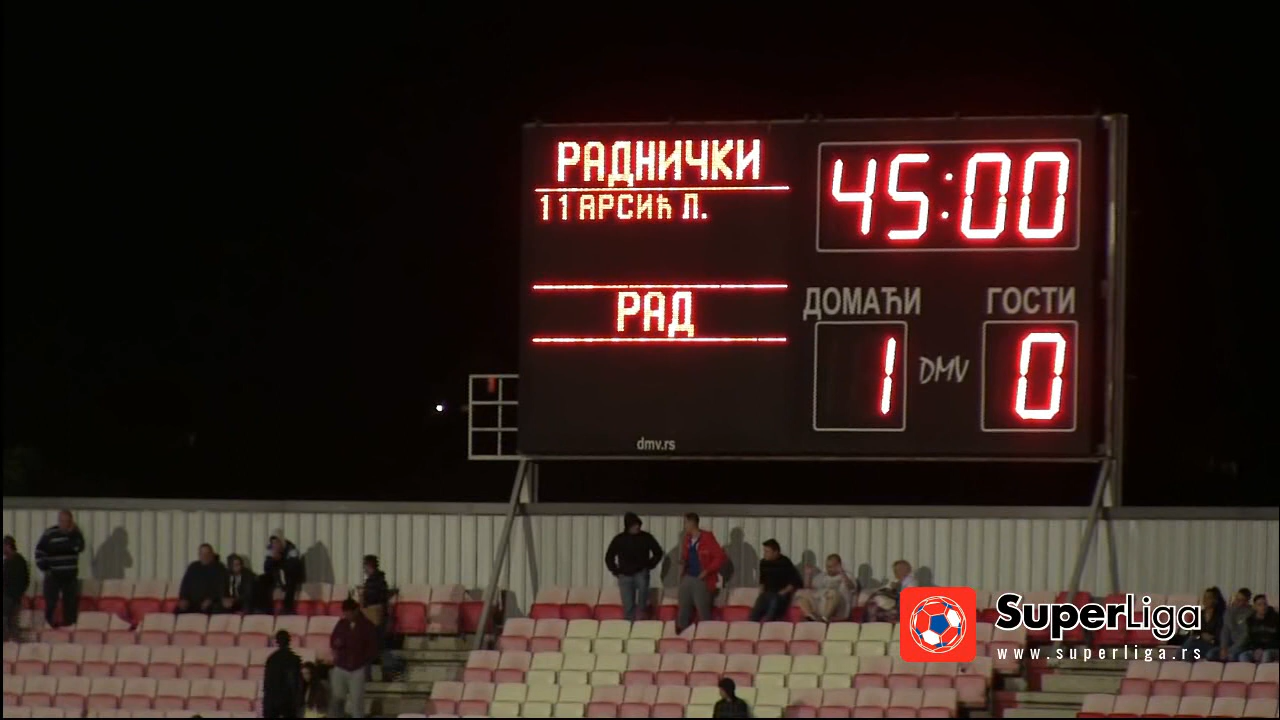 РАДНИЧКИ
45:00
11 АРСИЋ Л.
РАД
ДОМАЋИ ГОСТИ
1 DMV 0
dmv.rs
SuperLiga
www.superliga.rs